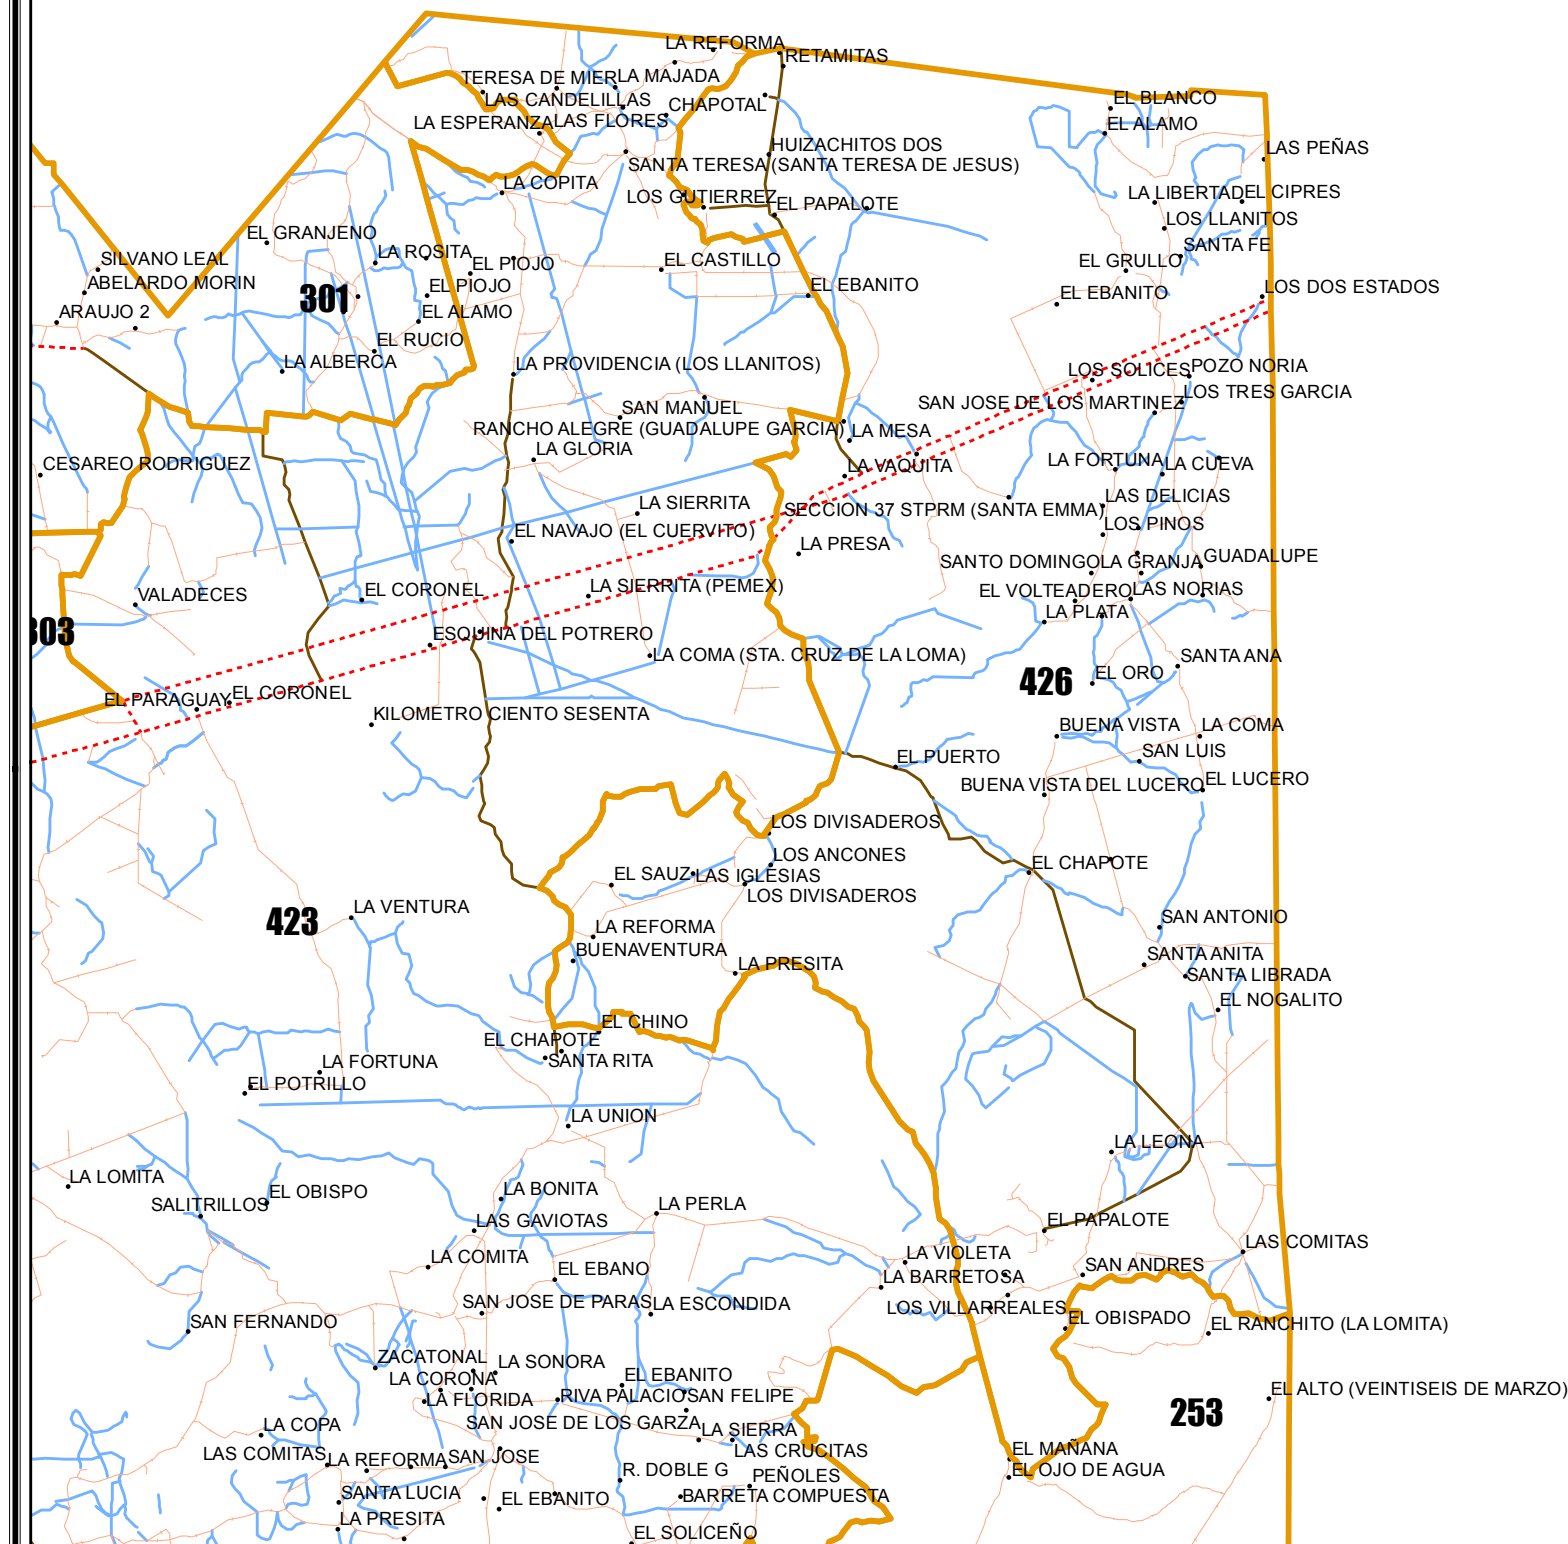 LA REFORMA
RETAMITAS
TERESA DE MIER
LA MAJADA
LAS CANDELILLAS
CHAPOTAL
EL BLANCO
LA ESPERANZA
LAS FLORES
EL ALAMO
HUIZACHITOS DOS
LAS PEÑAS
SANTA TERESA (SANTA TERESA DE JESUS)
LA COPITA
LOS GUTIERREZ
EL PAPALOTE
LA LIBERTAD
EL CIPRES
LOS LLANITOS
EL GRANJENO
SANTA FE
LA ROSITA
SILVANO LEAL
EL PIOJO
EL CASTILLO
EL GRULLO
ABELARDO MORIN
301
EL PIOJO
EL EBANITO
EL EBANITO
LOS DOS ESTADOS
ARAUJO 2
EL ALAMO
EL RUCIO
LA ALBERCA
LA PROVIDENCIA (LOS LLANITOS)
LOS SOLICES
POZO NORIA
LOS TRES GARCIA
SAN JOSE DE LOS MARTINEZ
SAN MANUEL
RANCHO ALEGRE (GUADALUPE GARCIA)
LA MESA
LA GLORIA
CESAREO RODRIGUEZ
LA VAQUITA
LA FORTUNA
LA CUEVA
LA SIERRITA
LAS DELICIAS
SECCION 37 STPRM (SANTA EMMA)
LOS PINOS
EL NAVAJO (EL CUERVITO)
LA PRESA
SANTO DOMINGO
LA GRANJA
GUADALUPE
VALADECES
EL CORONEL
LA SIERRITA (PEMEX)
EL VOLTEADERO
LAS NORIAS
LA PLATA
303
ESQUINA DEL POTRERO
LA COMA (STA. CRUZ DE LA LOMA)
SANTA ANA
426
EL ORO
EL PARAGUAY
EL CORONEL
KILOMETRO CIENTO SESENTA
BUENA VISTA
LA COMA
EL PUERTO
SAN LUIS
BUENA VISTA DEL LUCERO
EL LUCERO
LOS DIVISADEROS
LOS ANCONES
EL CHAPOTE
EL SAUZ
LAS IGLESIAS
LOS DIVISADEROS
423
LA VENTURA
SAN ANTONIO
LA REFORMA
BUENAVENTURA
LA PRESITA
SANTA ANITA
SANTA LIBRADA
EL NOGALITO
EL CHINO
EL CHAPOTE
SANTA RITA
LA FORTUNA
EL POTRILLO
LA UNION
LA LEONA
LA LOMITA
EL OBISPO
SALITRILLOS
LA BONITA
LA PERLA
LAS GAVIOTAS
EL PAPALOTE
LAS COMITAS
LA COMITA
LA VIOLETA
EL EBANO
LA BARRETOSA
SAN ANDRES
SAN JOSE DE PARAS
LA ESCONDIDA
LOS VILLARREALES
EL OBISPADO
SAN FERNANDO
EL RANCHITO (LA LOMITA)
ZACATONAL
LA SONORA
LA CORONA
EL EBANITO
LA FLORIDA
RIVA PALACIO
SAN FELIPE
EL ALTO (VEINTISEIS DE MARZO)
253
LA COPA
SAN JOSE DE LOS GARZA
LA SIERRA
LAS COMITAS
LA REFORMA
SAN JOSE
LAS CRUCITAS
EL MAÑANA
R. DOBLE G
PEÑOLES
EL OJO DE AGUA
SANTA LUCIA
EL EBANITO
BARRETA COMPUESTA
LA PRESITA
EL SOLICEÑO